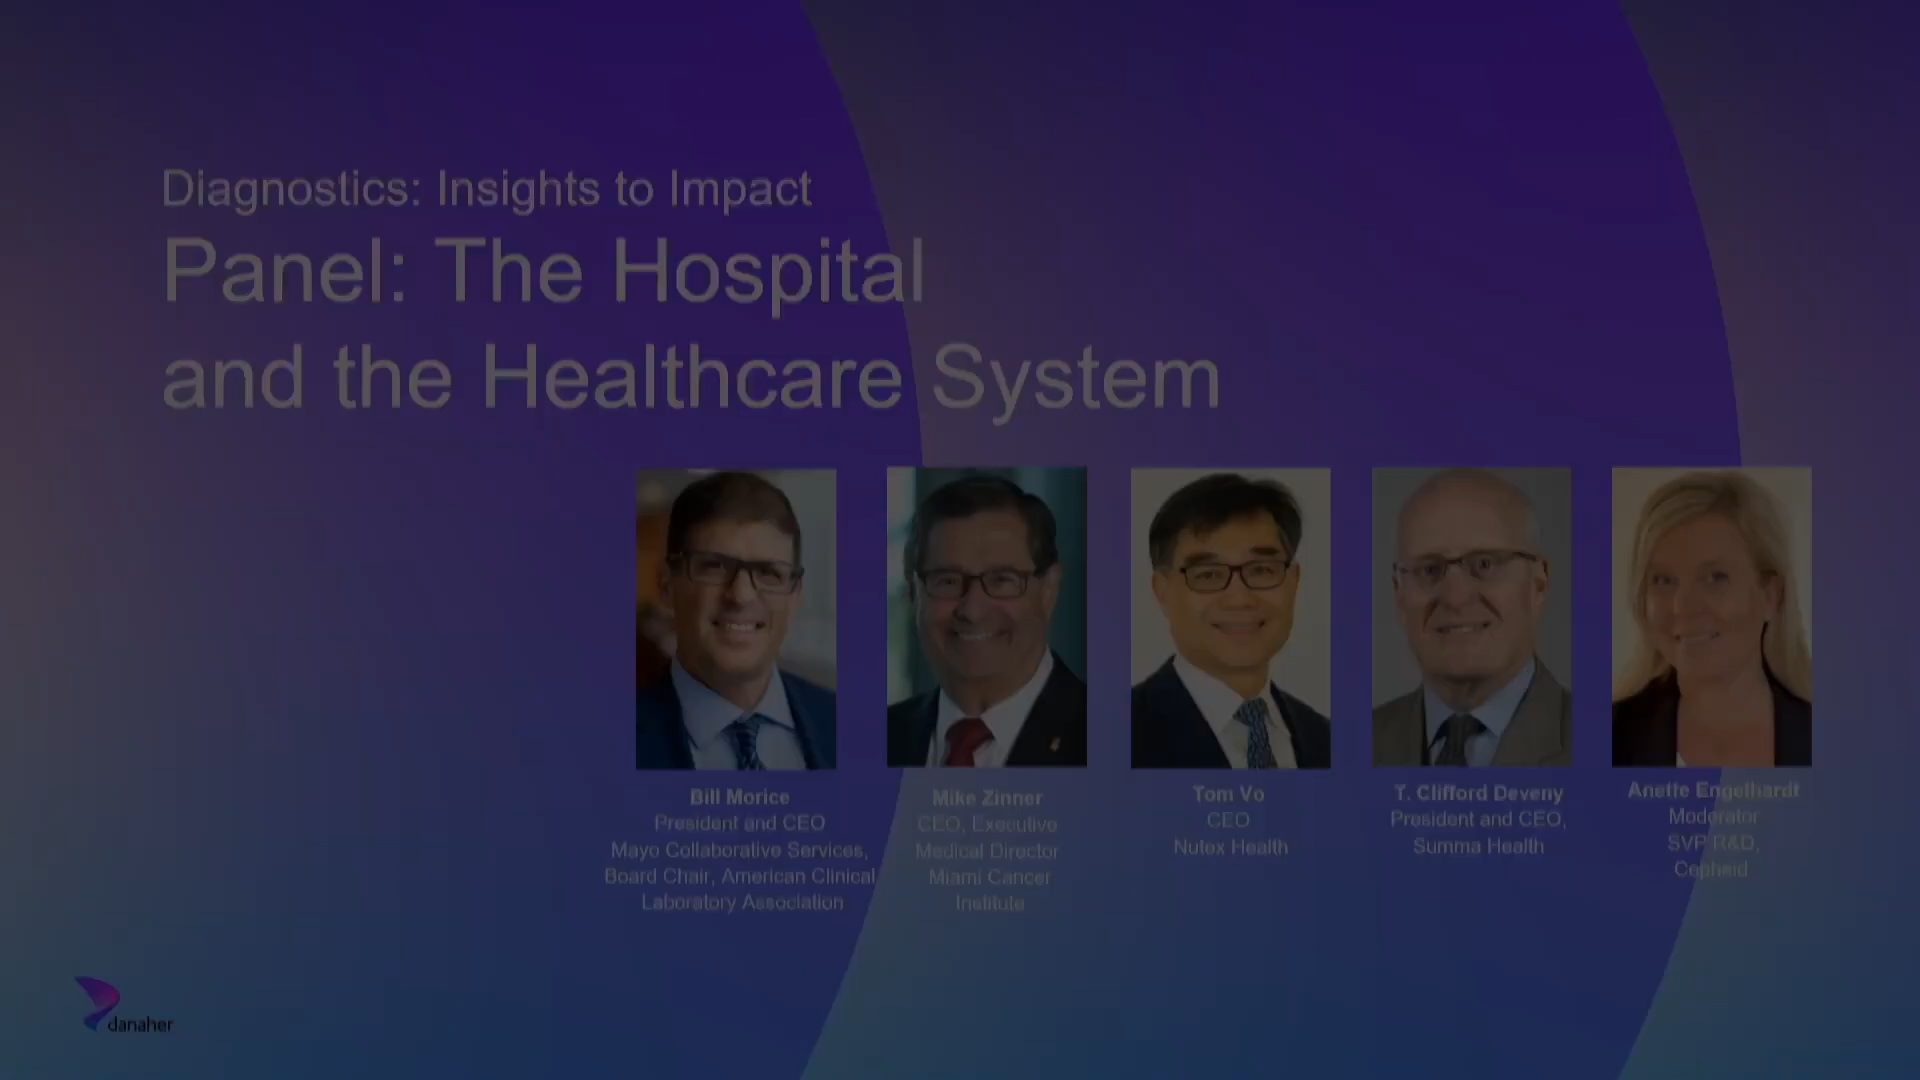 Diagnostics: Insights to Impact
Panel: The Hospital
and the Healthcare System
Bill Morice
President and CEO
Mayo Collaborative Services,
Board Chair, American Clinical
Laboratory Association
Mike Zinner
CEO, Executive
Medical Director
Miami Cancer
Institute
Tom Vo
CEO
Nutex Health
T. Clifford Deveny
President and CEO,
Summa Health
Anette Engelhardt
Moderator
SVP R&D,
Cepheid
danaher